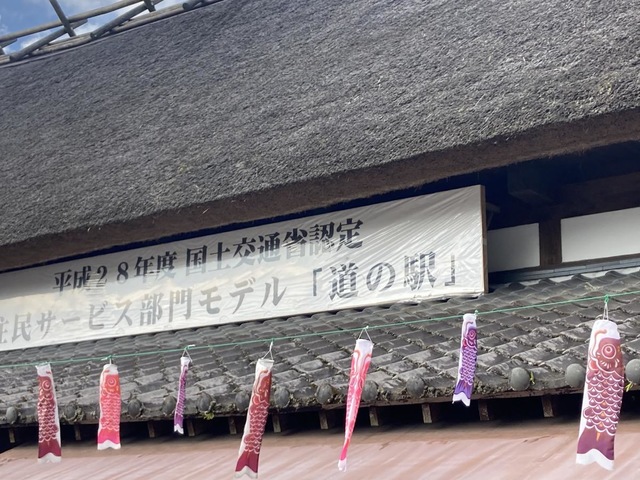 平成28年度 国土交通省認定
住民サービス部門モデル「道の駅」